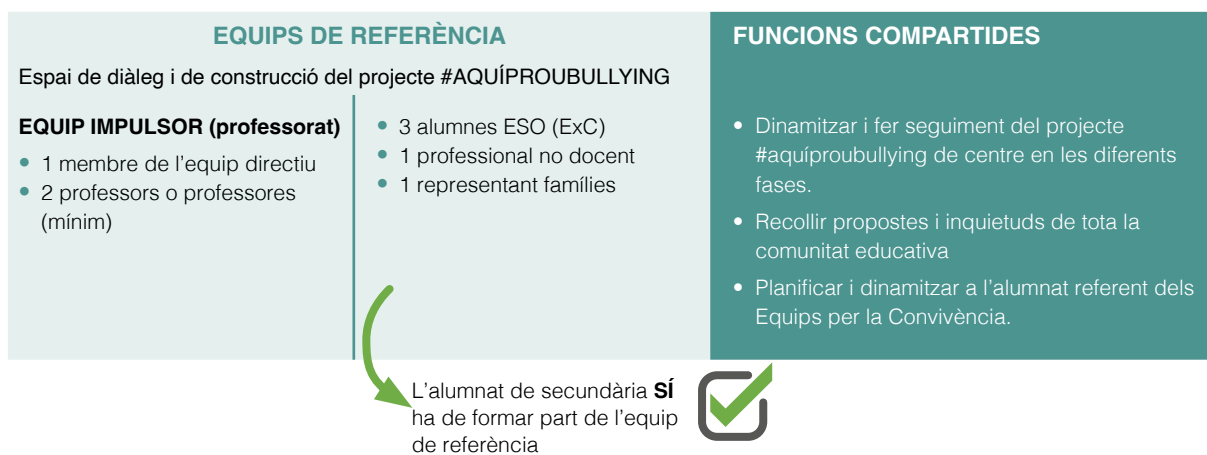 EQUIPS DE REFERÈNCIA
Espai de diàleg i de construcció del projecte #AQUÍPROUBULLYING
EQUIP IMPULSOR (professorat)
• 1 membre de l'equip directiu
• 2 professors o professores
(mínim)
• 3 alumnes ESO (ExC)
• 1 professional no docent
• 1 representant famílies
FUNCIONS COMPARTIDES
• Dinamitzar i fer seguiment del projecte
#aquíproubullying de centre en les diferents
fases.
• Recollir propostes i inquietuds de tota la
comunitat educativa
• Planificar i dinamitzar a l'alumnat referent dels
Equips per la Convivència.
L'alumnat de secundària SÍ
ha de formar part de l'equip
de referència